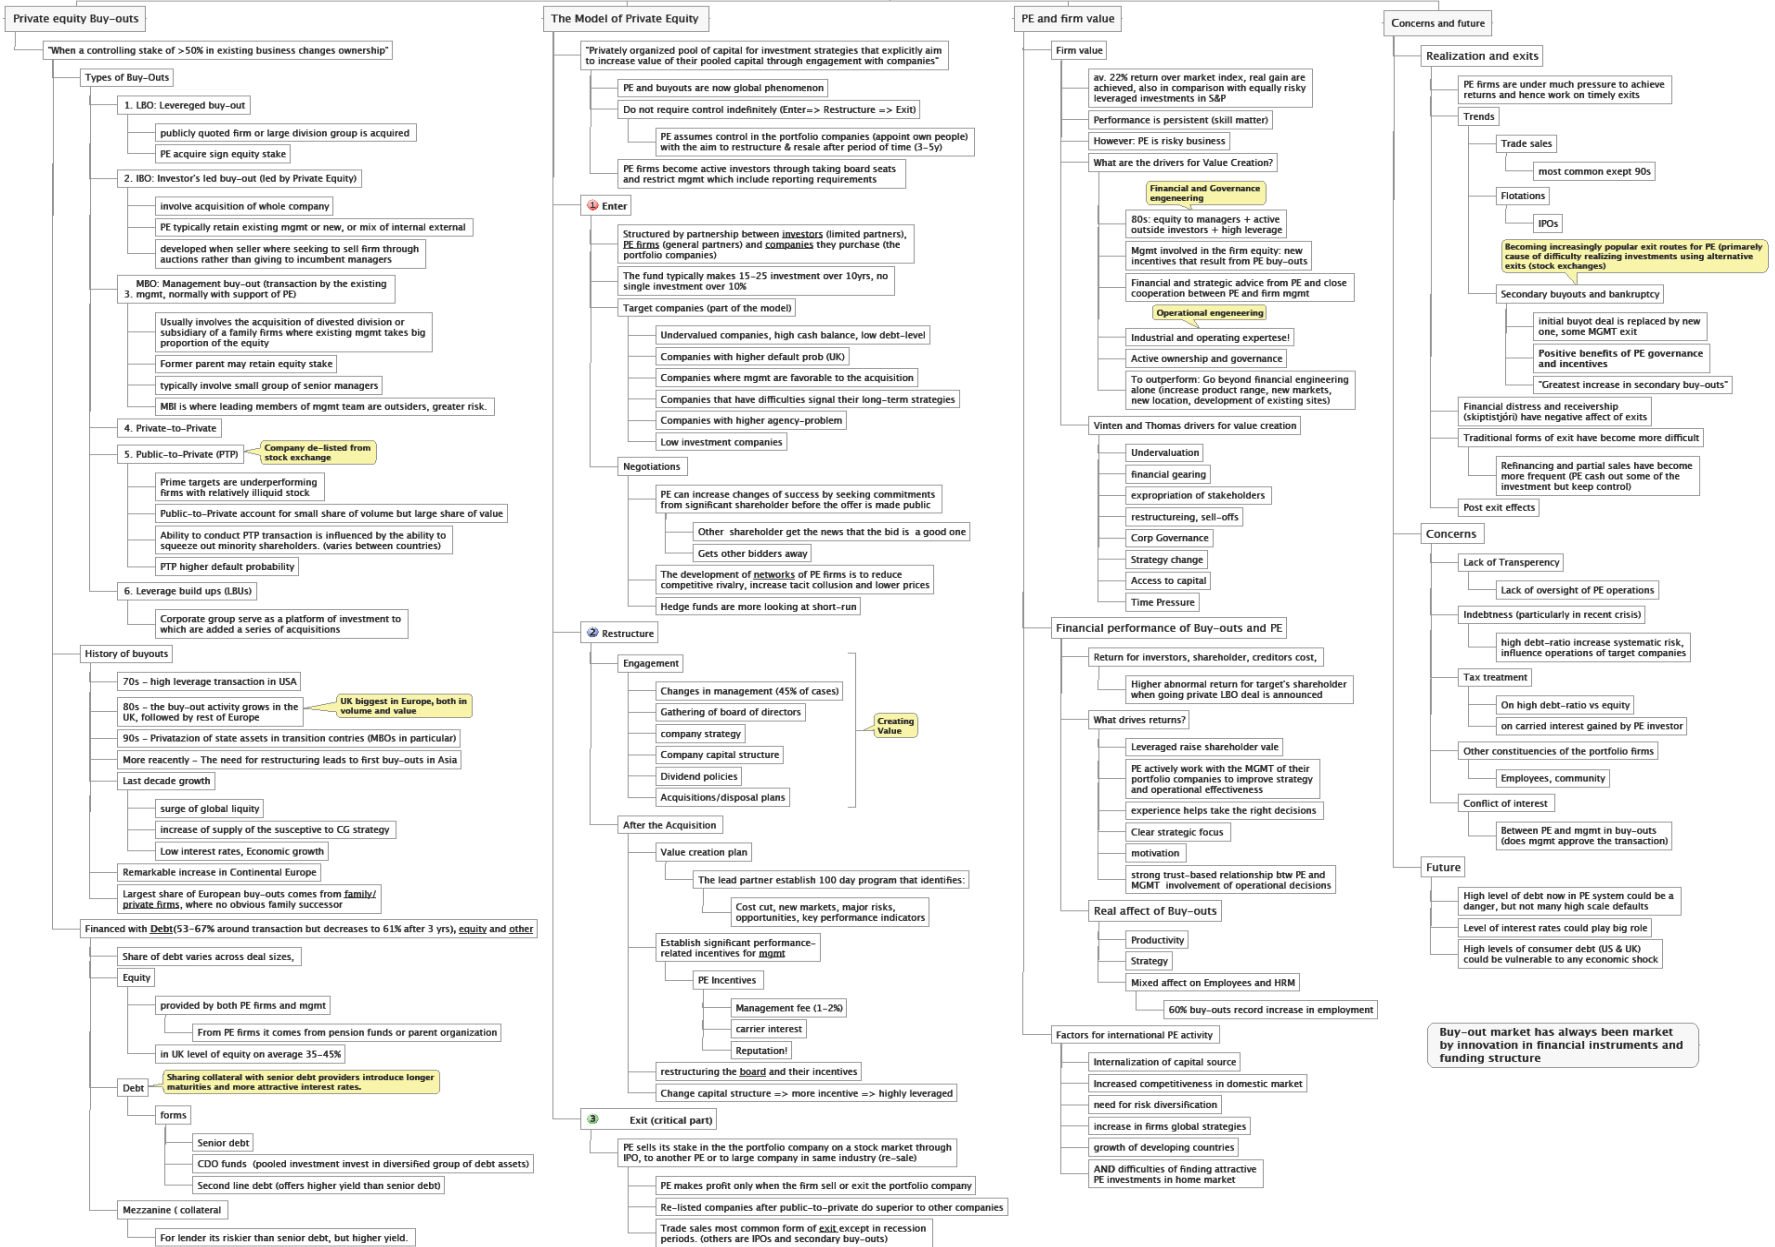 Private equity Buy-outs
"When a controlling stake of >50% in existing business changes ownership"
Types of Buy-Outs
1. LBO: Levereged buy-out
publicly quoted firm or large division group is acquired
PE acquire sign equity stake
2. IBO: Investor's led buy-out (led by Private Equity)
involve acquisition of whole company
PE typically retain existing mgmt or new, or mix of internal external
developed when seller where seeking to sell firm through
auctions rather than giving to incumbent managers
MBO: Management buy-out (transaction by the existing
3. mgmt, normally with support of PE)
Usually involves the acquisition of divested division or
subsidiary of a family firms where existing mgmt takes big
proportion of the equity
Former parent may retain equity stake
typically involve small group of senior managers
MBI is where leading members of mgmt team are outsiders, greater risk.
4. Private-to-Private
5. Public-to-Private (PTP)
Company de-listed from
stock exchange
Prime targets are underperforming
firms with relatively illiquid stock
Public-to-Private account for small share of volume but large share of value
Ability to conduct PTP transaction is influenced by the ability to
squeeze out minority shareholders. (varies between countries)
PTP higher default probability
6. Leverage build ups (LBUs)
Corporate group serve as a platform of investment to
which are added a series of acquisitions
History of buyouts
70s - high leverage transaction in USA
80s - the buy-out activity grows in the
UK, followed by rest of Europe
UK biggest in Europe, both in
volume and value
90s - Privatazion of state assets in transition contries (MBOs in particular)
More reacently - The need for restructuring leads to first buy-outs in Asia
Last decade growth
surge of global liquity
increase of supply of the susceptive to CG strategy
Low interest rates, Economic growth
Remarkable increase in Continental Europe
Largest share of European buy-outs comes from family/
private firms, where no obvious family successor
Financed with Debt(53-67% around transaction but decreases to 61% after 3 yrs), equity and other
Share of debt varies across deal sizes,
Equity
provided by both PE firms and mgmt
From PE firms it comes from pension funds or parent organization
in UK level of equity on average 35-45%
Debt
Sharing collateral with senior debt providers introduce longer
maturities and more attractive interest rates.
forms
Senior debt
CDO funds (pooled investment invest in diversified group of debt assets)
Second line debt (offers higher yield than senior debt)
Mezzanine ( collateral
For lender its riskier than senior debt, but higher yield.
The Model of Private Equity
"Privately organized pool of capital for investment strategies that explicitly aim
to increase value of their pooled capital through engagement with companies"
PE and buyouts are now global phenomenon
Do not require control indefinitely (Enter=> Restructure => Exit)
PE assumes control in the portfolio companies (appoint own people)
with the aim to restructure & resale after period of time (3-5y)
PE firms become active investors through taking board seats
and restrict mgmt which include reporting requirements
1 Enter
Structured by partnership between investors (limited partners),
PE firms (general partners) and companies they purchase (the
portfolio companies)
The fund typically makes 15-25 investment over 10yrs, no
single investment over 10%
Target companies (part of the model)
Undervalued companies, high cash balance, low debt-level
Companies with higher default prob (UK)
Companies where mgmt are favorable to the acquisition
Companies that have difficulties signal their long-term strategies
Companies with higher agency-problem
Low investment companies
Negotiations
PE can increase changes of success by seeking commitments
from significant shareholder before the offer is made public
Other shareholder get the news that the bid is a good one
Gets other bidders away
The development of networks of PE firms is to reduce
competitive rivalry, increase tacit collusion and lower prices
Hedge funds are more looking at short-run
2 Restructure
Engagement
Changes in management (45% of cases)
Gathering of board of directors
company strategy
Company capital structure
Dividend policies
Acquisitions/disposal plans
Creating
Value
After the Acquisition
Value creation plan
The lead partner establish 100 day program that identifies:
Cost cut, new markets, major risks,
opportunities, key performance indicators
Establish significant performance-
related incentives for mgmt
PE Incentives
Management fee (1-2%)
carrier interest
Reputation!
restructuring the board and their incentives
Change capital structure => more incentive => highly leveraged
3 Exit (critical part)
PE sells its stake in the the portfolio company on a stock market through
IPO, to another PE or to large company in same industry (re-sale)
PE makes profit only when the firm sell or exit the portfolio company
Re-listed companies after public-to-private do superior to other companies
Trade sales most common form of exit except in recession
periods. (others are IPOs and secondary buy-outs)
PE and firm value
Firm value
av. 22% return over market index, real gain are
achieved, also in comparison with equally risky
leveraged investments in S&P
Performance is persistent (skill matter)
However: PE is risky business
What are the drivers for Value Creation?
Financial and Governance
engeneering
80s: equity to managers + active
outside investors + high leverage
Mgmt involved in the firm equity: new
incentives that result from PE buy-outs
Financial and strategic advice from PE and close
cooperation between PE and firm mgmt
Operational engeneering
Industrial and operating expertese!
Active ownership and governance
To outperform: Go beyond financial engineering
alone (increase product range, new markets,
new location, development of existing sites)
Vinten and Thomas drivers for value creation
Undervaluation
financial gearing
expropriation of stakeholders
restructureing, sell-offs
Corp Governance
Strategy change
Access to capital
Time Pressure
Financial performance of Buy-outs and PE
Return for inverstors, shareholder, creditors cost,
Higher abnormal return for target's shareholder
when going private LBO deal is announced
What drives returns?
Leveraged raise shareholder vale
PE actively work with the MGMT of their
portfolio companies to improve strategy
and operational effectiveness
experience helps take the right decisions
Clear strategic focus
motivation
strong trust-based relationship btw PE and
MGMT involvement of operational decisions
Real affect of Buy-outs
Productivity
Strategy
Mixed affect on Employees and HRM
60% buy-outs record increase in employment
Factors for international PE activity
Internalization of capital source
Increased competitiveness in domestic market
need for risk diversification
increase in firms global strategies
growth of developing countries
AND difficulties of finding attractive
PE investments in home market
Concerns and future
Realization and exits
PE firms are under much pressure to achieve
returns and hence work on timely exits
Trends
Trade sales
most common exept 90s
Flotations
IPOs
Becoming increasingly popular exit routes for PE (primarely
cause of difficulty realizing investments using alternative
exits (stock exchanges)
Secondary buyouts and bankruptcy
initial buyot deal is replaced by new
one, some MGMT exit
Positive benefits of PE governance
and incentives
"Greatest increase in secondary buy-outs"
Financial distress and receivership
(skiptistjóri) have negative affect of exits
Traditional forms of exit have become more difficult
Refinancing and partial sales have become
more frequent (PE cash out some of the
investment but keep control)
Post exit effects
Concerns
Lack of Transperency
Lack of oversight of PE operations
Indebtness (particularly in recent crisis)
high debt-ratio increase systematic risk,
influence operations of target companies
Tax treatment
On high debt-ratio vs equity
on carried interest gained by PE investor
Other constituencies of the portfolio firms
Employees, community
Conflict of interest
Between PE and mgmt in buy-outs
(does mgmt approve the transaction)
Future
High level of debt now in PE system could be a
danger, but not many high scale defaults
Level of interest rates could play big role
High levels of consumer debt (US & UK)
could be vulnerable to any economic shock
Buy-out market has always been market
by innovation in financial instruments and
funding structure